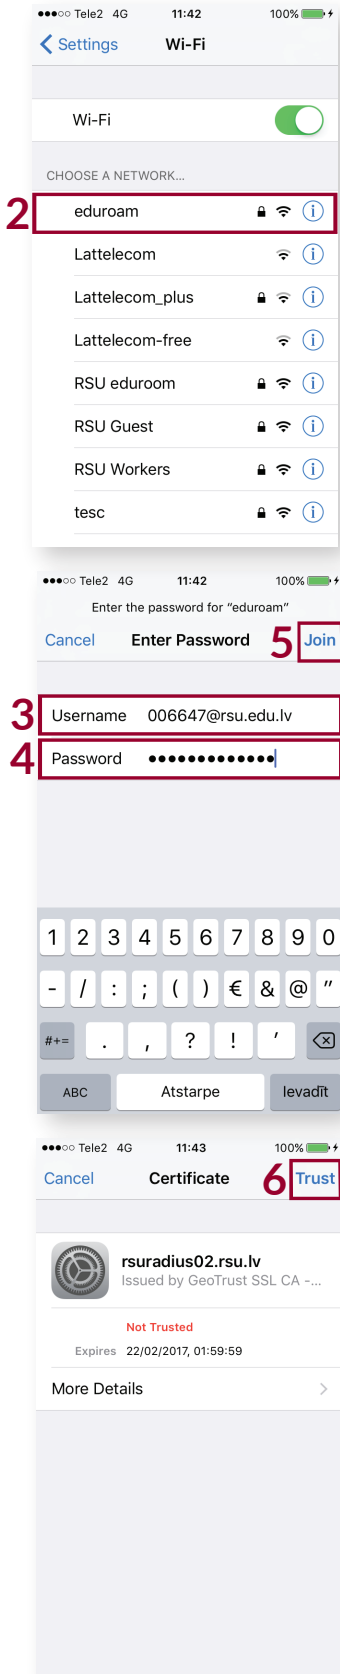 Tele2 4G 11:42 100%
Settings Wi-Fi
Wi-Fi
CHOOSE A NETWORK...
2 eduroam
Lattelecom
Lattelecom_plus
Lattelecom-free
RSU eduroom
RSU Guest
RSU Workers
tesc
Tele2 4G 11:42 100%
Enter the password for “eduroam”
Cancel Enter Password 5 Join
3 Username 006647@rsu.edu.lv
4 Password •••••••••••••
1 2 3 4 5 6 7 8 9 0
- / : ; ( ) € & @ "
#+= . , ? ! '
ABC Atstarpe Ievadīt
Tele2 4G 11:43 100%
Cancel Certificate 6 Trust
rsuradius02.rsu.lv
Issued by GeoTrust SSL CA -...
Not Trusted
Expires 22/02/2017, 01:59:59
More Details